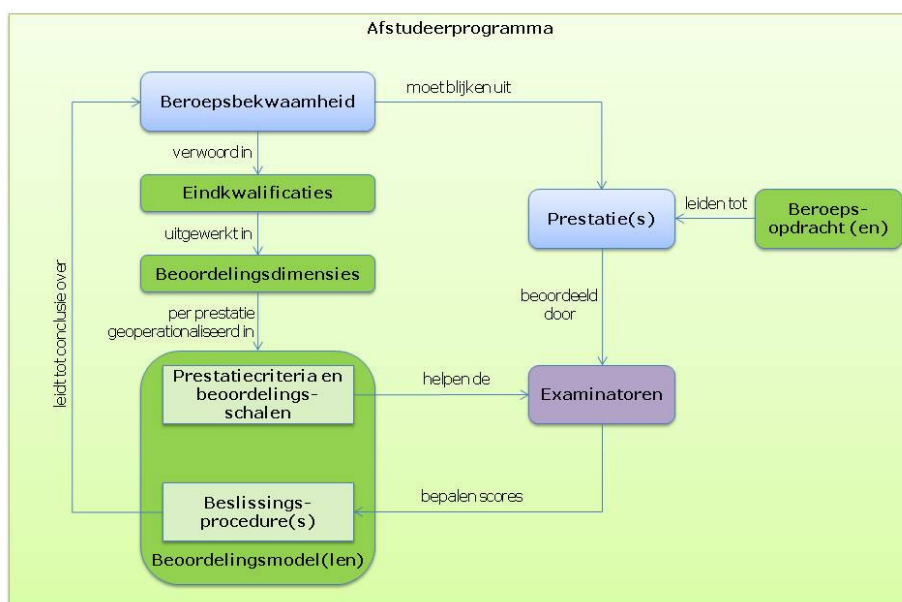 Afstudeerprogramma
Beroepsbekwaamheid
moet blijken uit
verwoord in
Eindkwalificaties
uitgewerkt in
Beoordelingsdimensies
per prestatie
geoperationaliseerd in
Prestatiecriteria en
beoordelings-
schalen
helpen de
Examinatoren
Prestatie(s)
leiden tot
Beroeps-
opdracht (en)
beoordeeld
door
bepalen scores
Beslissings-
procedure(s)
Beoordelingsmodel(len)
leidt tot conclusie over